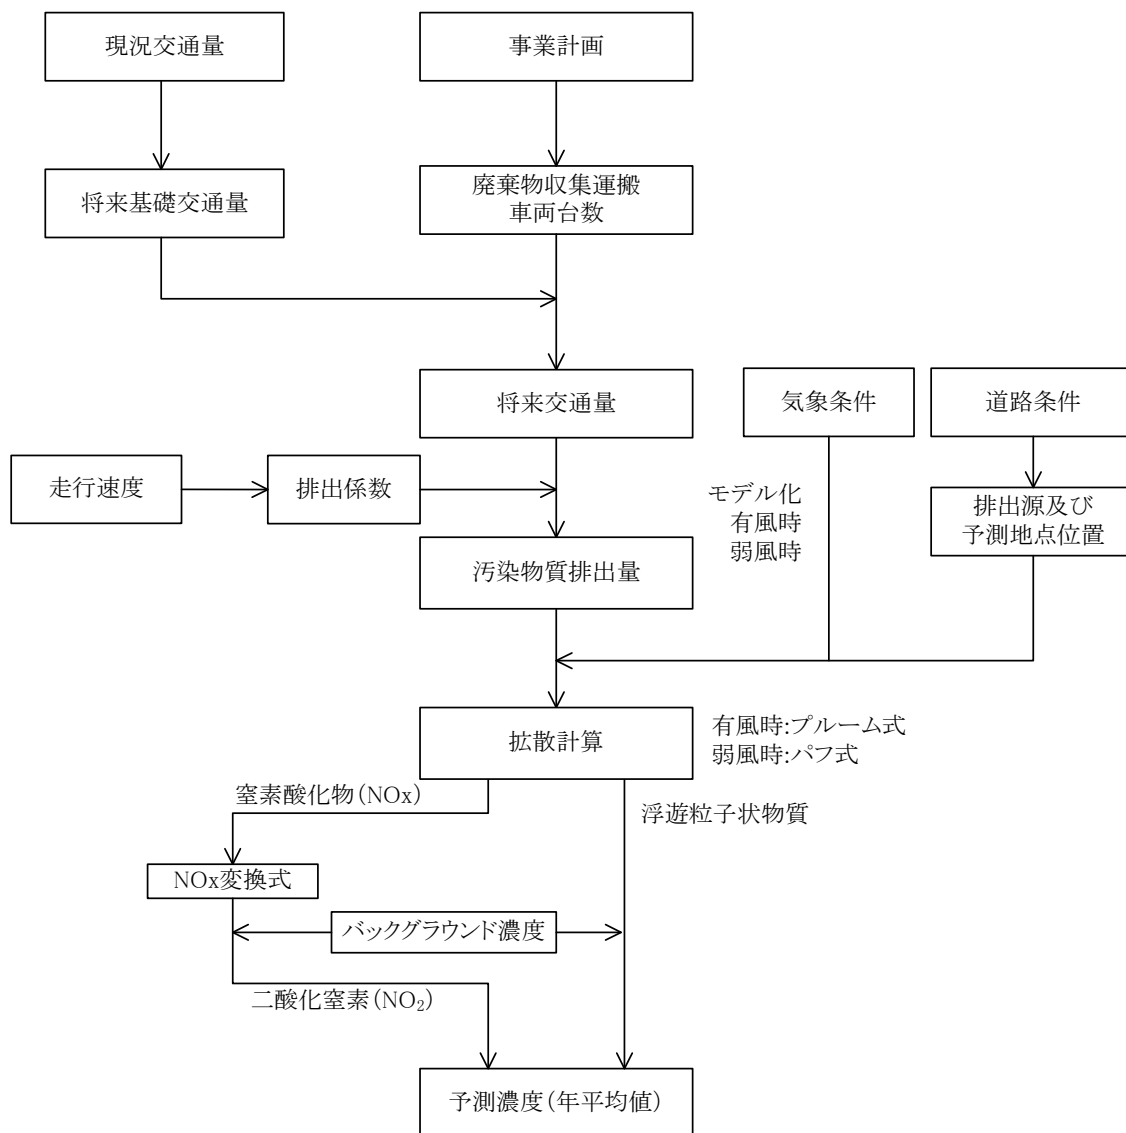 現況交通量
事業計画
将来基礎交通量
廃棄物収集運搬
車両台数
将来交通量
気象条件
道路条件
走行速度
排出係数
モデル化
有風時
弱風時
排出源及び
予測地点位置
汚染物質排出量
拡散計算
有風時:プルーム式
弱風時:パフ式
窒素酸化物(NOx)
浮遊粒子状物質
NOx変換式
バックグラウンド濃度
二酸化窒素(NO₂)
予測濃度(年平均値)